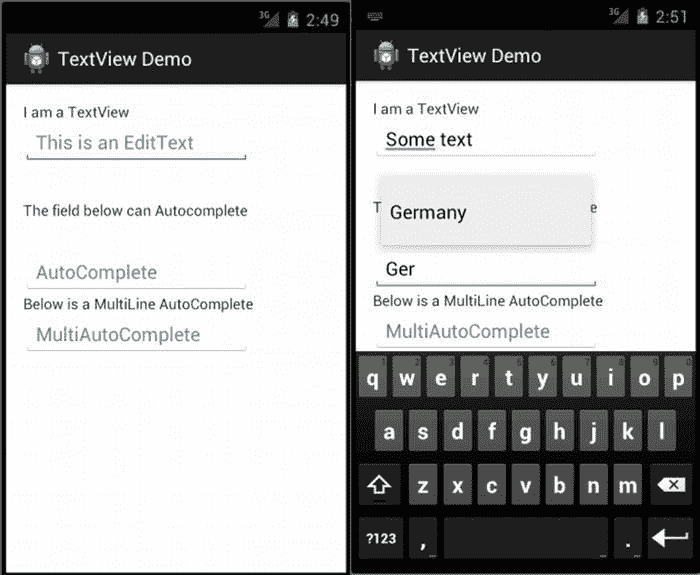 3G 2:49
TextView Demo
I am a TextView
This is an EditText
The field below can Autocomplete
AutoComplete
Below is a MultiLine AutoComplete
MultiAutoComplete
3G 2:51
TextView Demo
I am a TextView
Some text
T e
Germany
Ger
Below is a MultiLine AutoComplete
MultiAutoComplete
q w e r t y u i o p
a s d f g h j k l
z x c v b n m
?123 , .